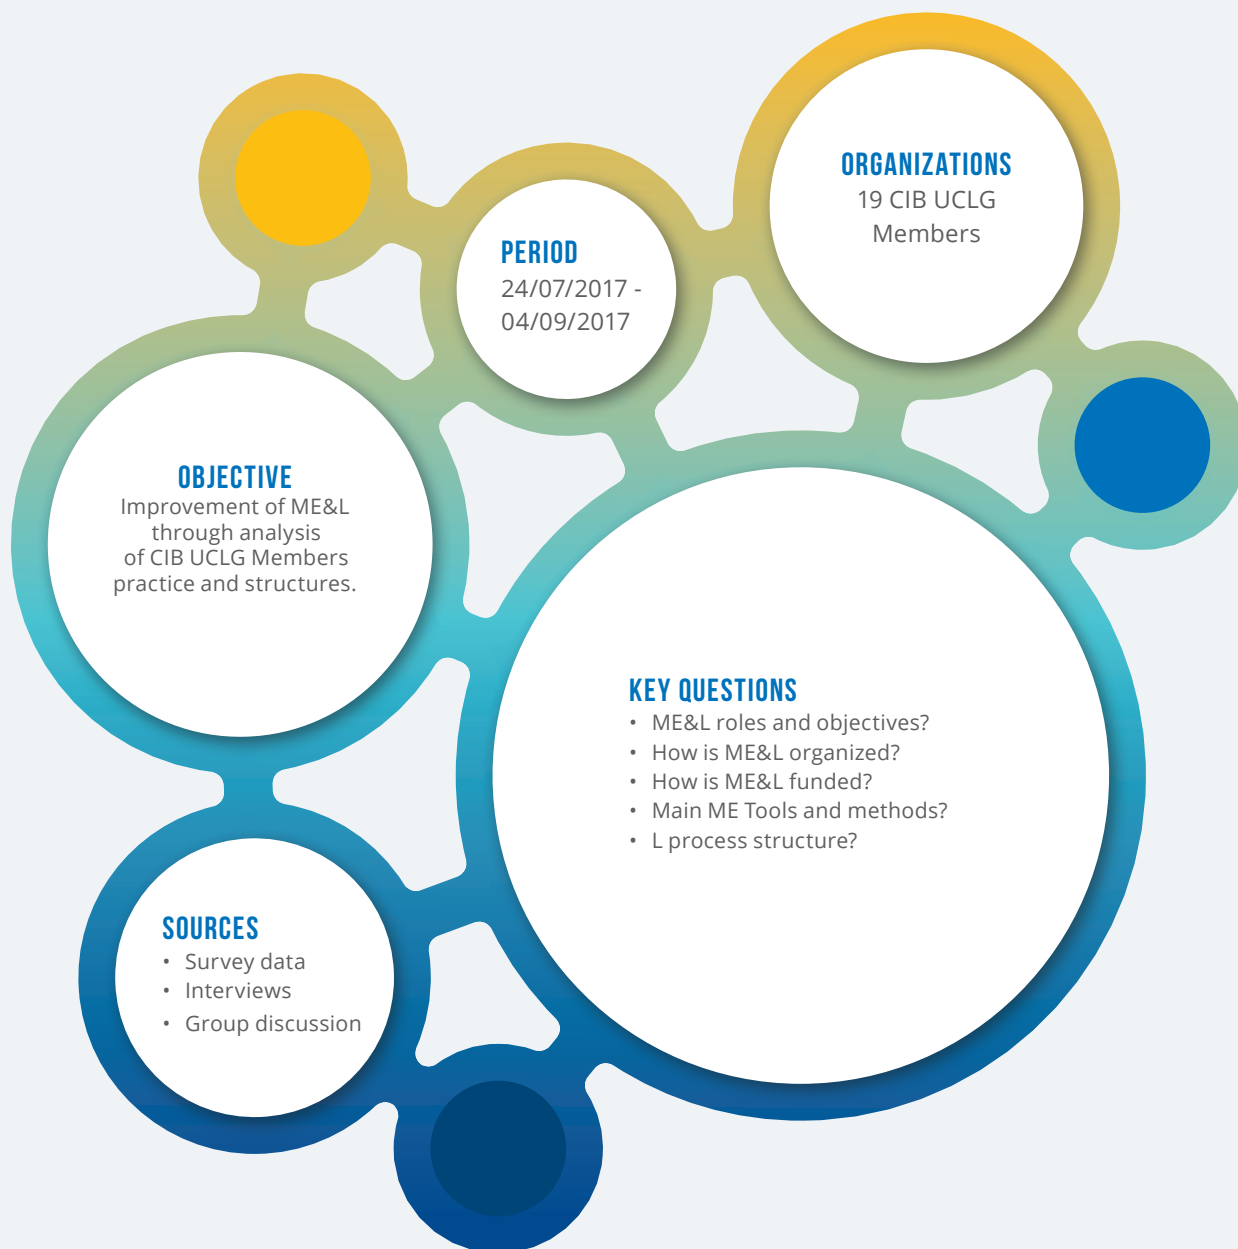 ORGANIZATIONS
19 CIB UCLG
Members
PERIOD
24/07/2017 -
04/09/2017
OBJECTIVE
Improvement of ME&L
through analysis
of CIB UCLG Members
practice and structures.
KEY QUESTIONS
• ME&L roles and objectives?
• How is ME&L organized?
• How is ME&L funded?
• Main ME Tools and methods?
• L process structure?
SOURCES
• Survey data
• Interviews
• Group discussion